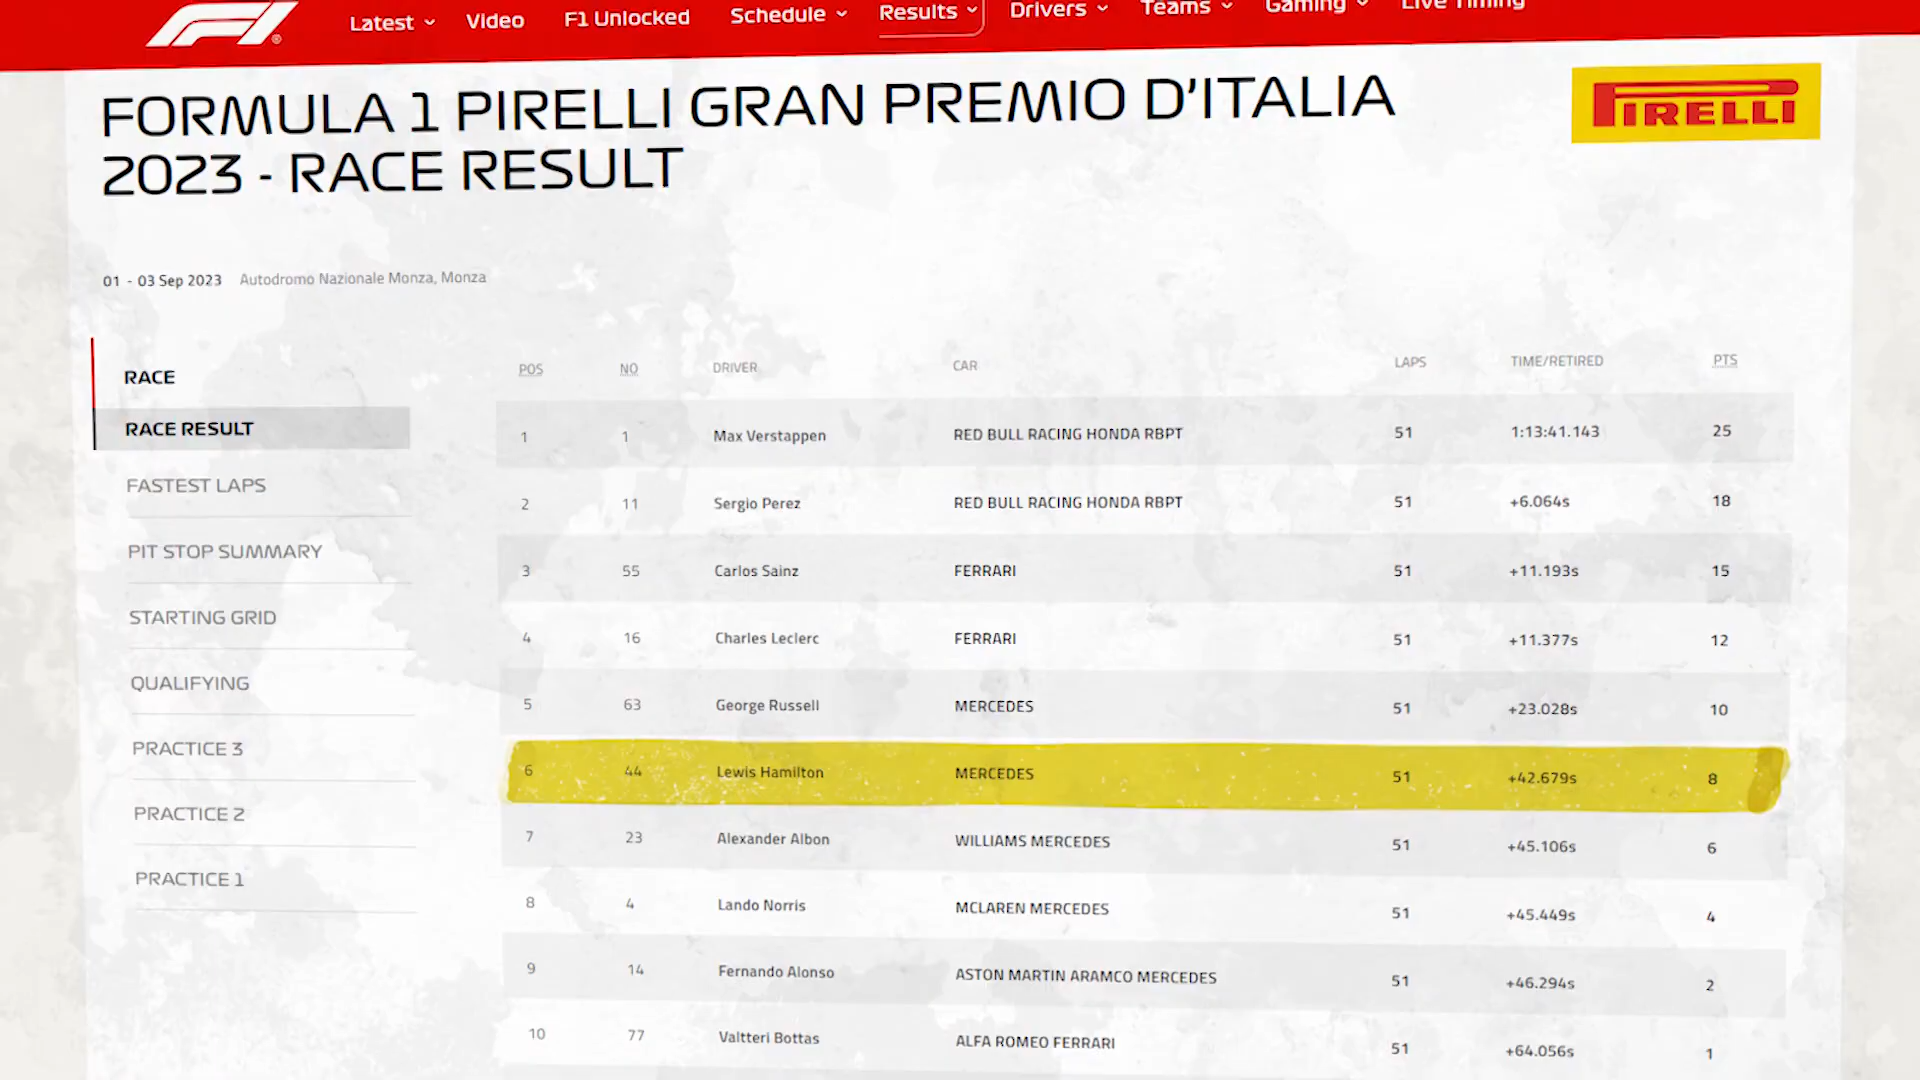 F1
Latest
Video
F1 Unlocked
Schedule
Results
Drivers
Teams
Gaming
Live Timing
FORMULA 1 PIRELLI GRAN PREMIO D'ITALIA
2023 - RACE RESULT
PIRELLI
01 - 03 Sep 2023 Autodromo Nazionale Monza, Monza
RACE
RACE RESULT
FASTEST LAPS
PIT STOP SUMMARY
STARTING GRID
QUALIFYING
PRACTICE 3
PRACTICE 2
PRACTICE 1
POS NO DRIVER CAR LAPS TIME/RETIRED PTS
1 1 Max Verstappen RED BULL RACING HONDA RBPT 51 1:13:41.143 25
2 11 Sergio Perez RED BULL RACING HONDA RBPT 51 +6.064s 18
3 55 Carlos Sainz FERRARI 51 +11.193s 15
4 16 Charles Leclerc FERRARI 51 +11.377s 12
5 63 George Russell MERCEDES 51 +23.028s 10
6 44 Lewis Hamilton MERCEDES 51 +42.679s 8
7 23 Alexander Albon WILLIAMS MERCEDES 51 +45.106s 6
8 4 Lando Norris MCLAREN MERCEDES 51 +45.449s 4
9 14 Fernando Alonso ASTON MARTIN ARAMCO MERCEDES 51 +46.294s 2
10 77 Valtteri Bottas ALFA ROMEO FERRARI 51 +64.056s 1